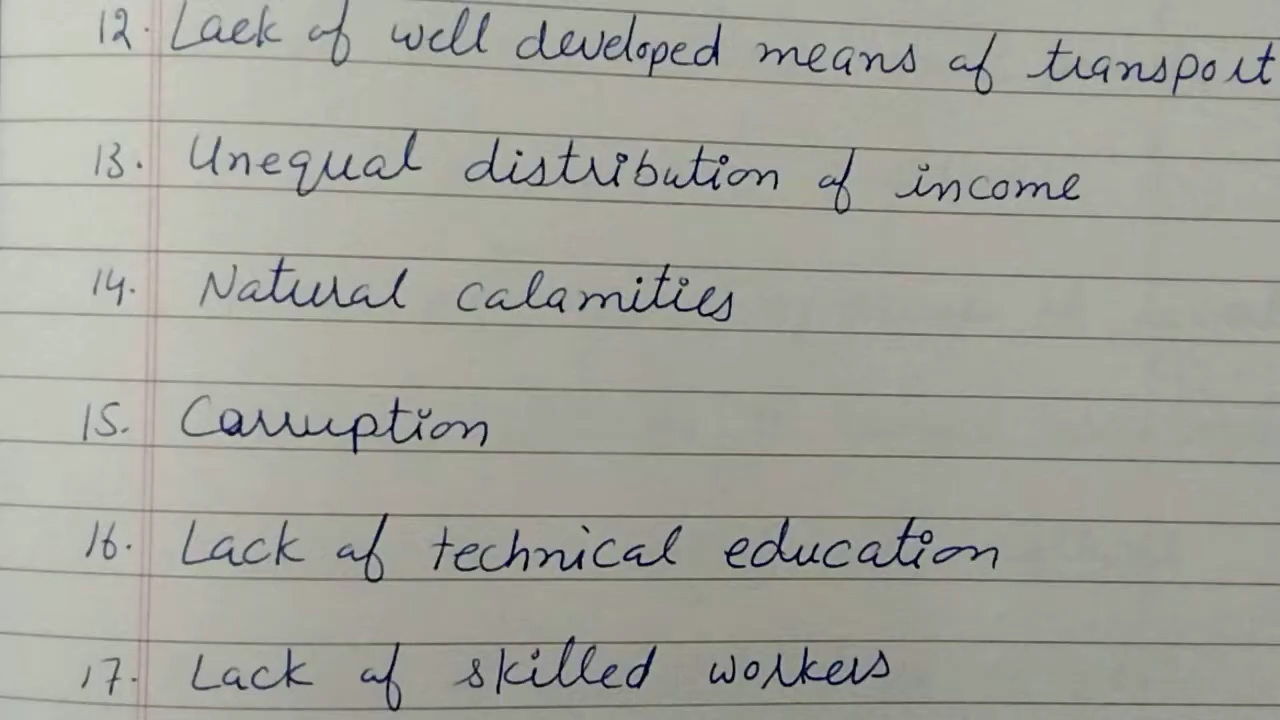 12. Lack of well developed means of transport
13. Unequal distribution of income
14. Natural calamities
15. Corruption
16. Lack of technical education
17. Lack of skilled workers